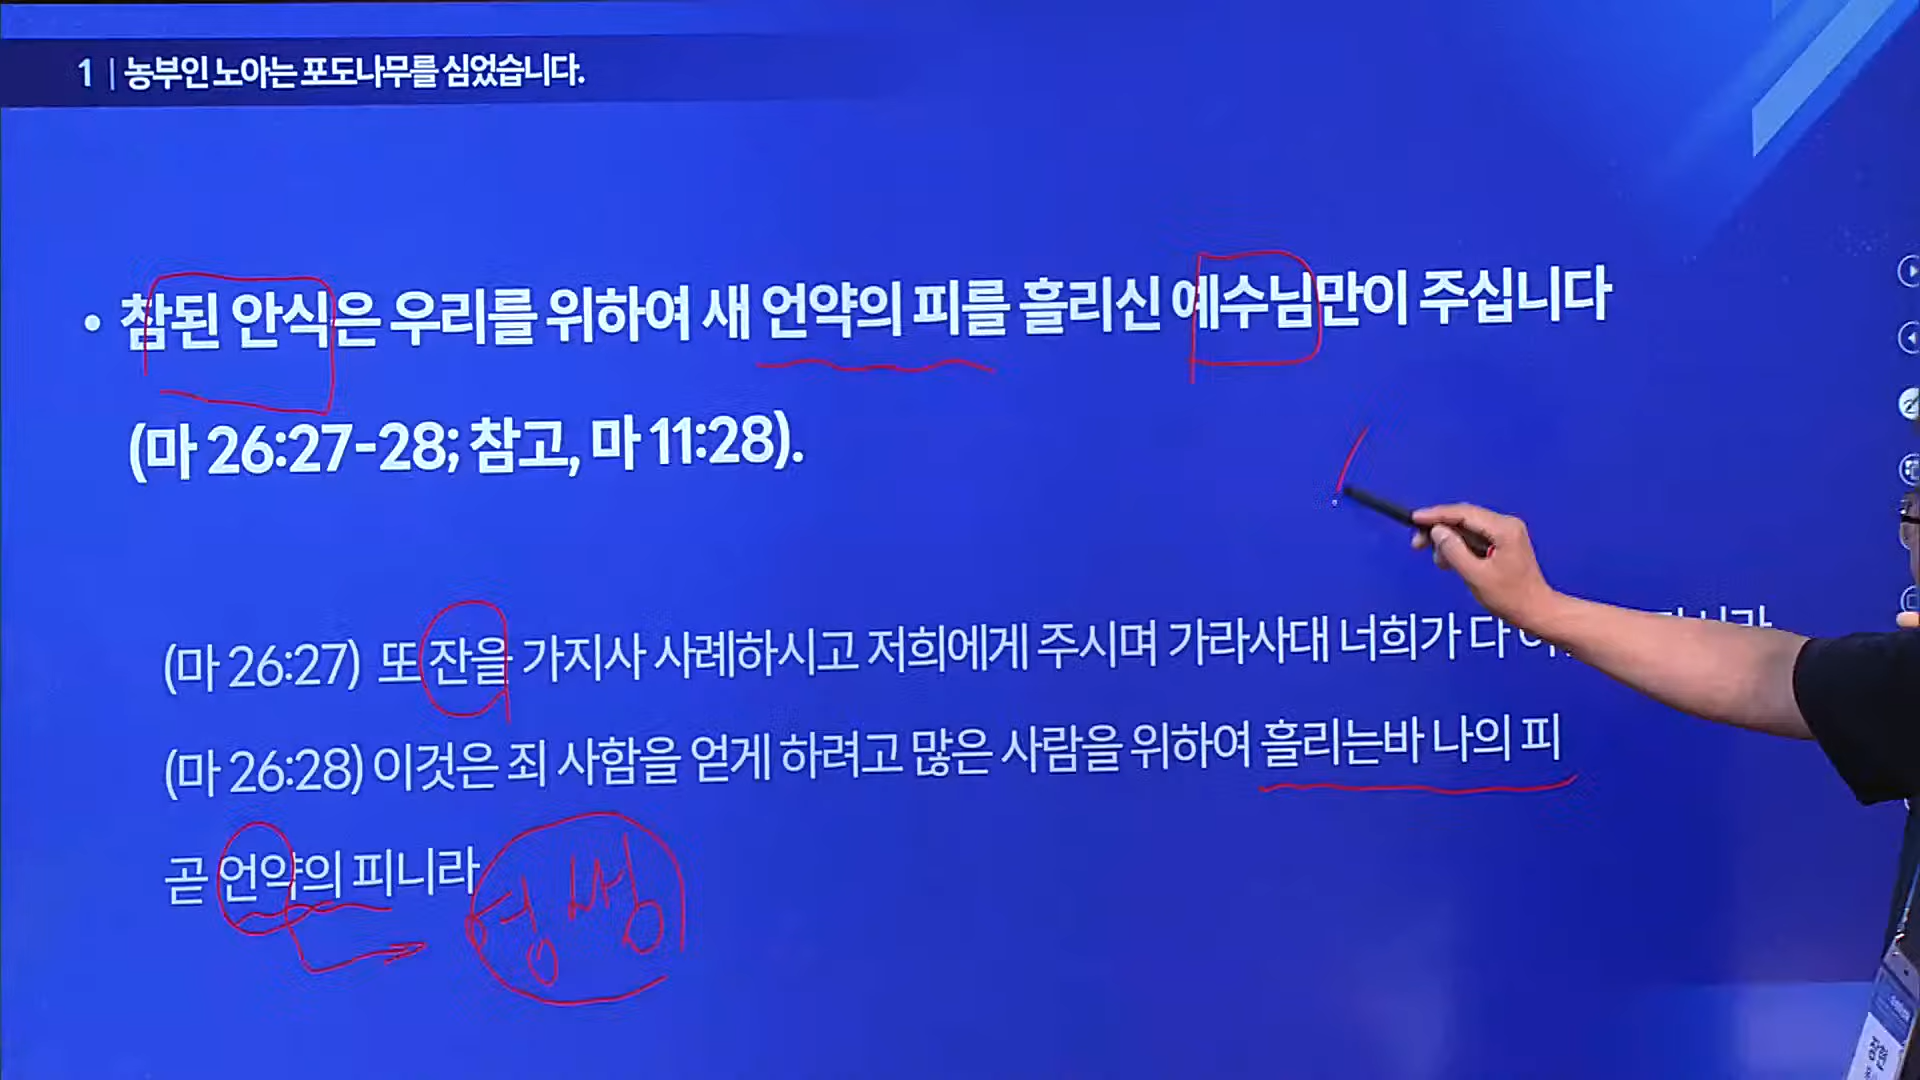 1 | 농부인 노아는 포도나무를 심었습니다.
• 참된 안식은 우리를 위하여 새 언약의 피를 흘리신 예수님만이 주십니다
(마 26:27-28; 참고, 마 11:28).
(마 26:27) 또 잔을 가지사 사례하시고 저희에게 주시며 가라사대 너희가 다
(마 26:28) 이것은 죄 사함을 얻게 하려고 많은 사람을 위하여 흘리는바 나의 피
곧 언약의 피니라